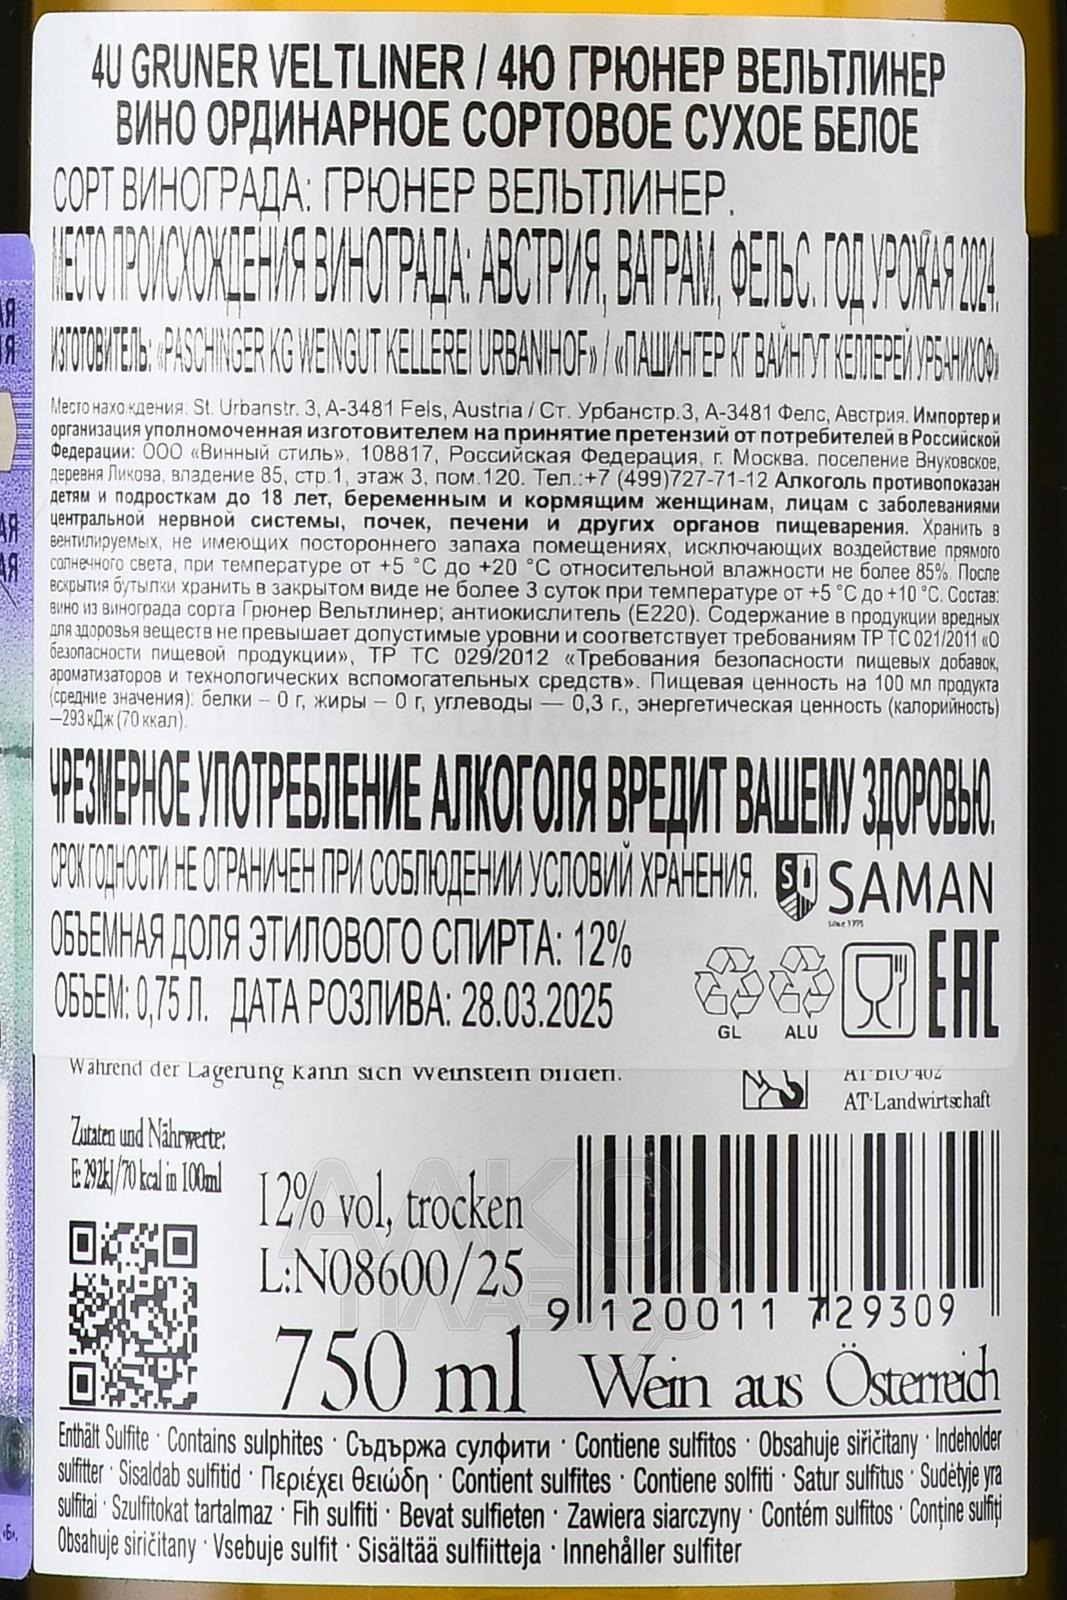 4U GRUNER VELTLINER / 4Ю ГРЮНЕР ВЕЛЬТЛИНЕР
ВИНО ОРДИНАРНОЕ СОРТОВОЕ СУХОЕ БЕЛОЕ
СОРТ ВИНОГРАДА: ГРЮНЕР ВЕЛЬТЛИНЕР.
МЕСТО ПРОИСХОЖДЕНИЯ ВИНОГРАДА: АВСТРИЯ, ВАГРАМ, ФЕЛЬС. ГОД УРОЖАЯ 2024.
ИЗГОТОВИТЕЛЬ: «PASCHINGER KG WEINGUT KELLEREI URBANIHOF» / «ПАШИНГЕР КГ ВАЙНГУТ КЕЛЛЕРЕЙ УРБАНИХОФ»
Место нахождения: St. Urbanstr. 3, A-3481 Fels, Austria / Ст. Урбанстр.3, А-3481 Фелс, Австрия. Импортер и
организация уполномоченная изготовителем на принятие претензий от потребителей в Российской
Федерации: ООО «Винный стиль», 108817, Российская Федерация, г. Москва, поселение Внуковское,
деревня Ликова, владение 85, стр.1, этаж 3, пом.120. Тел.:+7 (499)727-71-12 Алкоголь противопоказан
детям и подросткам до 18 лет, беременным и кормящим женщинам, лицам с заболеваниями
центральной нервной системы, почек, печени и других органов пищеварения. Хранить в
вентилируемых, не имеющих постороннего запаха помещениях, исключающих воздействие прямого
солнечного света, при температуре от +5 °C до +20 °C относительной влажности не более 85%. После
вскрытия бутылки хранить в закрытом виде не более 3 суток при температуре от +5 °C до +10 °C. Состав:
вино из винограда сорта Грюнер Вельтлинер; антиокислитель (Е220). Содержание в продукции вредных
для здоровья веществ не превышает допустимые уровни и соответствует требованиям ТР ТС 021/2011 «О
безопасности пищевой продукции», ТР ТС 029/2012 «Требования безопасности пищевых добавок,
ароматизаторов и технологических вспомогательных средств». Пищевая ценность на 100 мл продукта
(средние значения): белки – 0 г, жиры – 0 г, углеводы — 0,3 г., энергетическая ценность (калорийность)
–293 кДж (70 ккал).
ЧРЕЗМЕРНОЕ УПОТРЕБЛЕНИЕ АЛКОГОЛЯ ВРЕДИТ ВАШЕМУ ЗДОРОВЬЮ.
СРОК ГОДНОСТИ НЕ ОГРАНИЧЕН ПРИ СОБЛЮДЕНИИ УСЛОВИЙ ХРАНЕНИЯ.
SAMAN
since 1995
ОБЪЕМНАЯ ДОЛЯ ЭТИЛОВОГО СПИРТА: 12%
ОБЪЕМ: 0,75 Л. ДАТА РОЗЛИВА: 28.03.2025
GL ALU EAC
Während der Lagerung kann sich Weinstein bilden.
AT-BIO-402
AT-Landwirtschaft
Zutaten und Nährwerte:
E: 292kJ/70 kcal in 100ml
12% vol, trocken
L:N08600/25
750 ml
9 120011 729309
Wein aus Österreich
Enthält Sulfite · Contains sulphites · Съдържа сулфити · Contiene sulfitos · Obsahuje siřičitany · Indeholder
sulfitter · Sisaldab sulfitid · Περιέχει θειώδη · Contient sulfites · Contiene solfiti · Satur sulfitus · Sudėtyje yra
sulfitai · Szulfitokat tartalmaz · Fih sulfiti · Bevat sulfieten · Zawiera siarczyny · Contém sulfitos · Conține sulfiți
Obsahuje siričitany · Vsebuje sulfit · Sisältää sulfiitteja · Innehåller sulfiter
АЛКО
ПЛАЗА